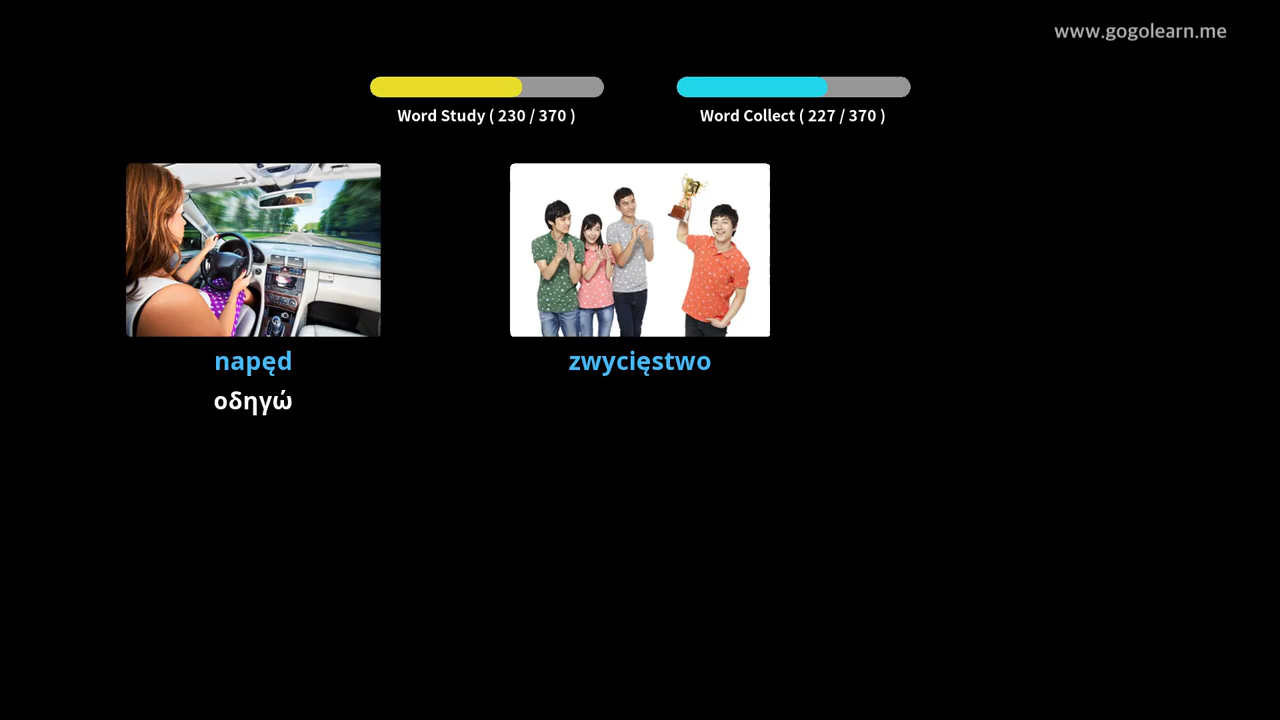 www.gogolearn.me
Word Study ( 230 / 370 )
Word Collect ( 227 / 370 )
napęd
zwycięstwo
οδηγώ